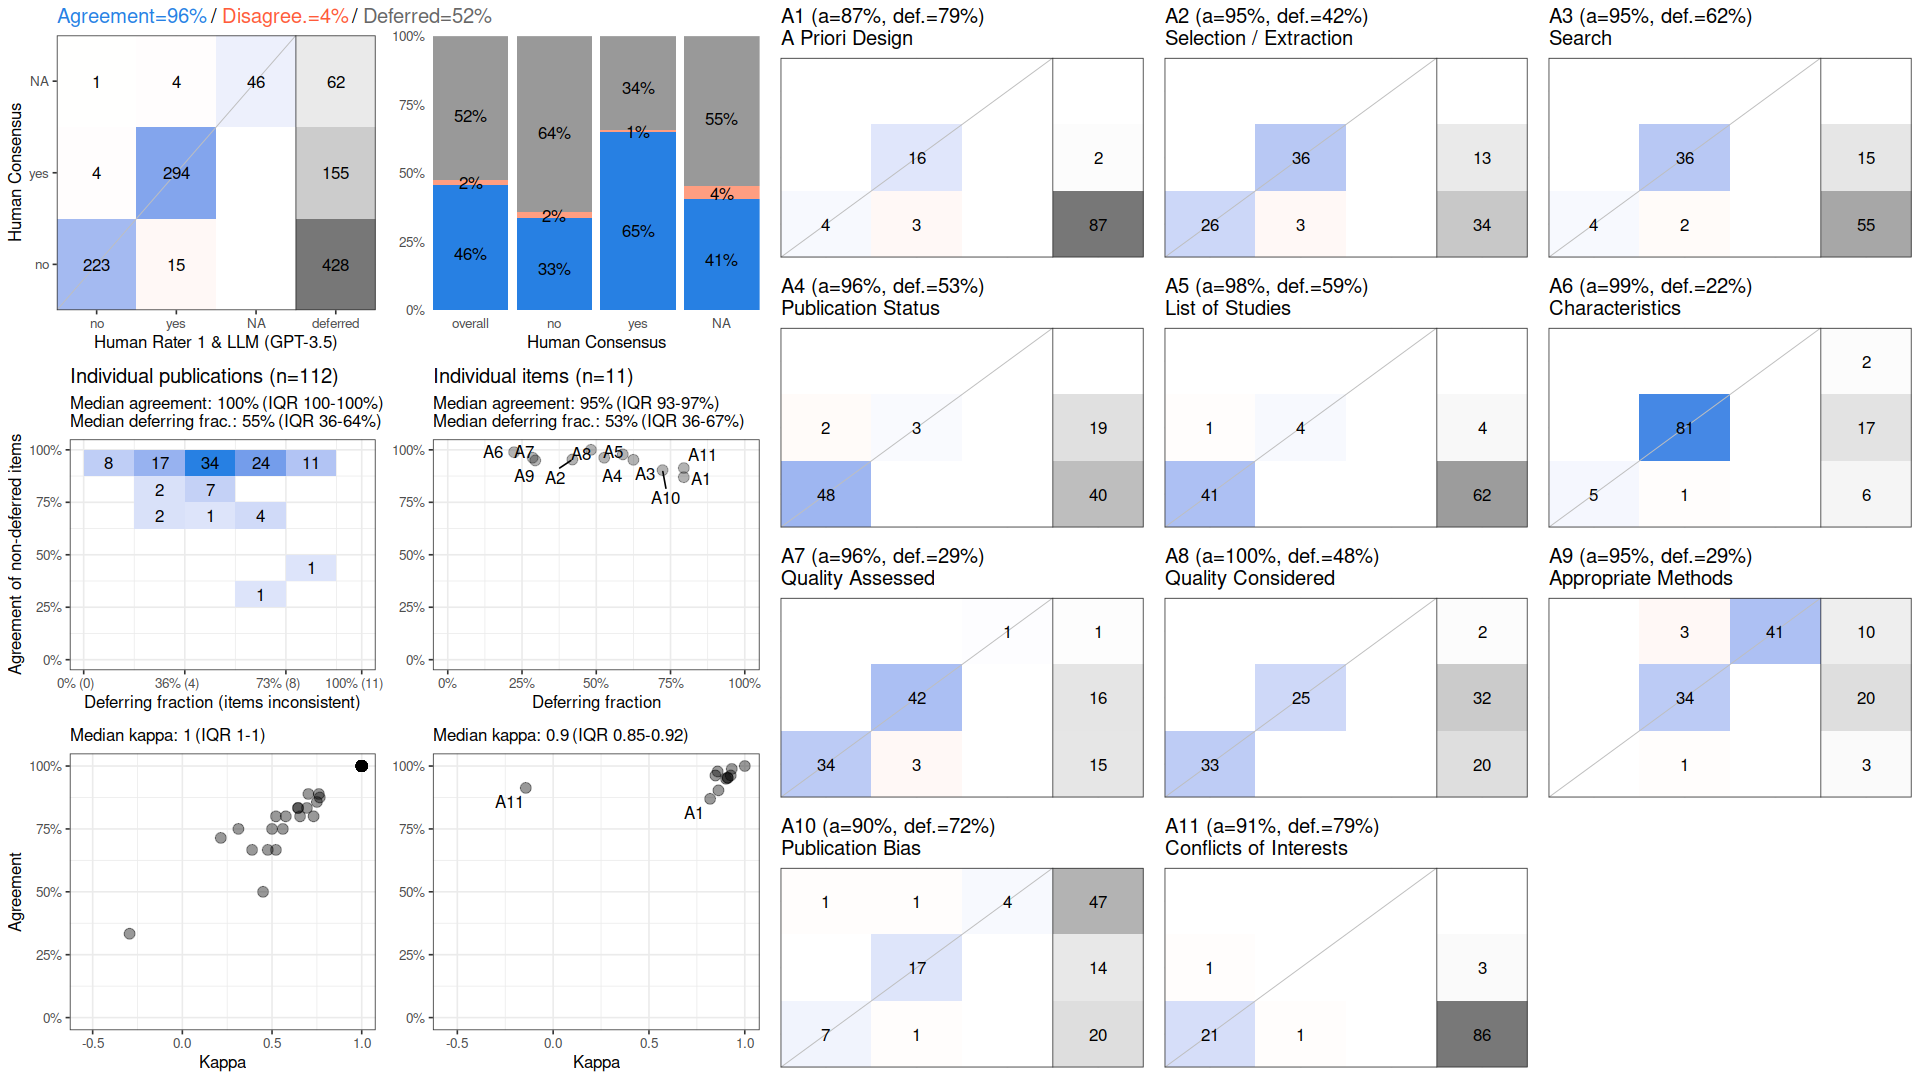 Agreement=96% / Disagree.=4% / Deferred=52%
Human Consensus
NA
yes
no
1 4 46 62
4 294 155
223 15 428
no yes NA deferred
Human Rater 1 & LLM (GPT-3.5)
100%
75%
50%
25%
0%
52% 64% 34% 55%
2% 2% 1% 4%
46% 33% 65% 41%
overall no yes NA
Human Consensus
Individual publications (n=112)
Median agreement: 100% (IQR 100-100%)
Median deferring frac.: 55% (IQR 36-64%)
Agreement of non-deferred items
100%
75%
50%
25%
0%
8 17 34 24 11
2 7
2 1 4
1
1
0% (0) 36% (4) 73% (8) 100% (11)
Deferring fraction (items inconsistent)
Individual items (n=11)
Median agreement: 95% (IQR 93-97%)
Median deferring frac.: 53% (IQR 36-67%)
100%
75%
50%
25%
0%
A6 A7 A8 A5 A11
A9 A2 A4 A3 A1
A10
0% 25% 50% 75% 100%
Deferring fraction
Median kappa: 1 (IQR 1-1)
Agreement
100%
75%
50%
25%
0%
-0.5 0.0 0.5 1.0
Kappa
Median kappa: 0.9 (IQR 0.85-0.92)
100%
75%
50%
25%
0%
A11
A1
-0.5 0.0 0.5 1.0
Kappa
A1 (a=87%, def.=79%)
A Priori Design
16 2
4 3 87
A2 (a=95%, def.=42%)
Selection / Extraction
36 13
26 3 34
A3 (a=95%, def.=62%)
Search
36 15
4 2 55
A4 (a=96%, def.=53%)
Publication Status
2 3 19
48 40
A5 (a=98%, def.=59%)
List of Studies
1 4 4
41 62
A6 (a=99%, def.=22%)
Characteristics
2
81 17
5 1 6
A7 (a=96%, def.=29%)
Quality Assessed
1 1
42 16
34 3 15
A8 (a=100%, def.=48%)
Quality Considered
2
25 32
33 20
A9 (a=95%, def.=29%)
Appropriate Methods
3 41 10
34 20
1 3
A10 (a=90%, def.=72%)
Publication Bias
1 1 4 47
17 14
7 1 20
A11 (a=91%, def.=79%)
Conflicts of Interests
1 3
21 1 86